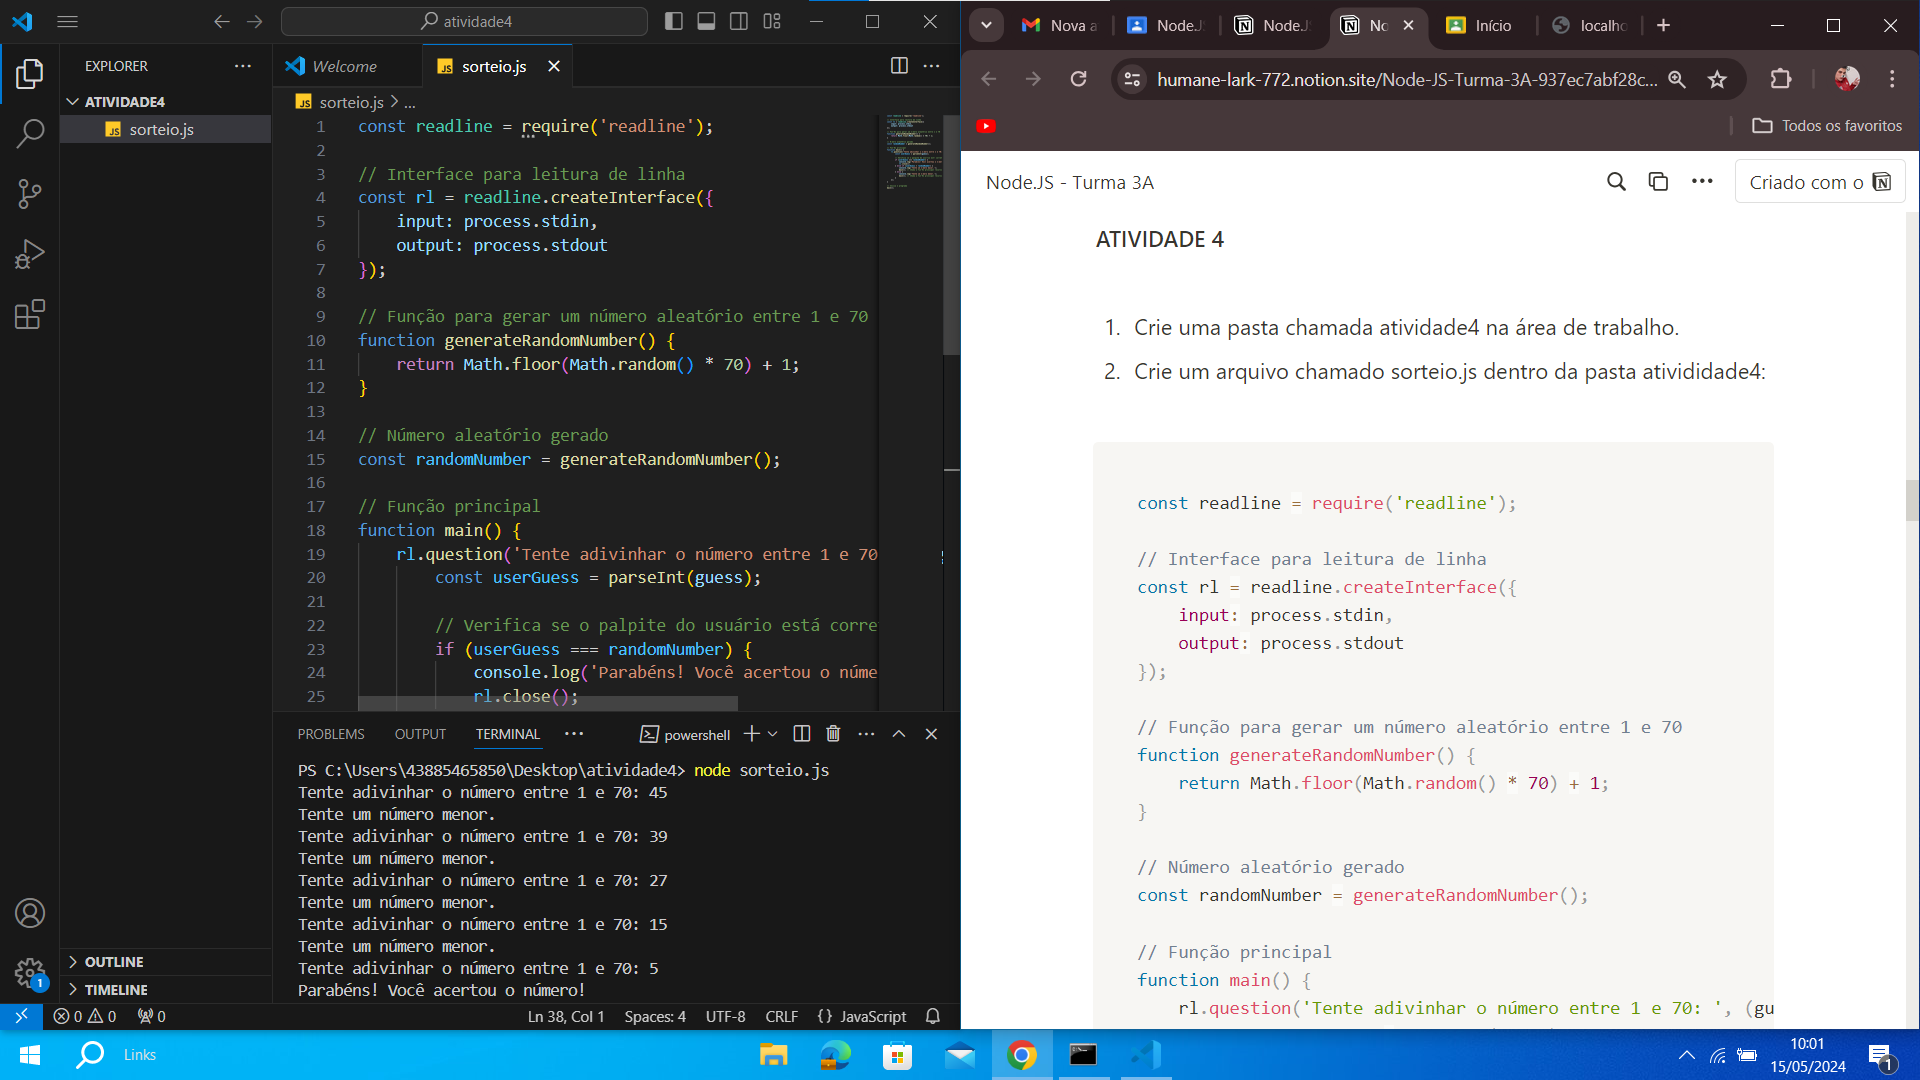 atividade4
EXPLORER
ATIVIDADE4
sorteio.js
OUTLINE
TIMELINE
Welcome
sorteio.js
sorteio.js > ...
1 const readline = require('readline');
2
3 // Interface para leitura de linha
4 const rl = readline.createInterface({
5 input: process.stdin,
6 output: process.stdout
7 });
8
9 // Função para gerar um número aleatório entre 1 e 70
10 function generateRandomNumber() {
11 return Math.floor(Math.random() * 70) + 1;
12 }
13
14 // Número aleatório gerado
15 const randomNumber = generateRandomNumber();
16
17 // Função principal
18 function main() {
19 rl.question('Tente adivinhar o número entre 1 e 70
20 const userGuess = parseInt(guess);
21
22 // Verifica se o palpite do usuário está corre
23 if (userGuess === randomNumber) {
24 console.log('Parabéns! Você acertou o núme
25 rl.close();
PROBLEMS OUTPUT TERMINAL ... powershell
PS C:\Users\43885465850\Desktop\atividade4> node sorteio.js
Tente adivinhar o número entre 1 e 70: 45
Tente um número menor.
Tente adivinhar o número entre 1 e 70: 39
Tente um número menor.
Tente adivinhar o número entre 1 e 70: 27
Tente um número menor.
Tente adivinhar o número entre 1 e 70: 15
Tente um número menor.
Tente adivinhar o número entre 1 e 70: 5
Parabéns! Você acertou o número!
0 0 0 Ln 38, Col 1 Spaces: 4 UTF-8 CRLF {} JavaScript
1
Nova a Node.J Node.J No Início localho
humane-lark-772.notion.site/Node-JS-Turma-3A-937ec7abf28c...
Todos os favoritos
Node.JS - Turma 3A
Criado com o
ATIVIDADE 4
1. Crie uma pasta chamada atividade4 na área de trabalho.
2. Crie um arquivo chamado sorteio.js dentro da pasta ativididade4:
const readline = require('readline');
// Interface para leitura de linha
const rl = readline.createInterface({
input: process.stdin,
output: process.stdout
});
// Função para gerar um número aleatório entre 1 e 70
function generateRandomNumber() {
return Math.floor(Math.random() * 70) + 1;
}
// Número aleatório gerado
const randomNumber = generateRandomNumber();
// Função principal
function main() {
rl.question('Tente adivinhar o número entre 1 e 70: ', (gu
Links
10:01
15/05/2024
1